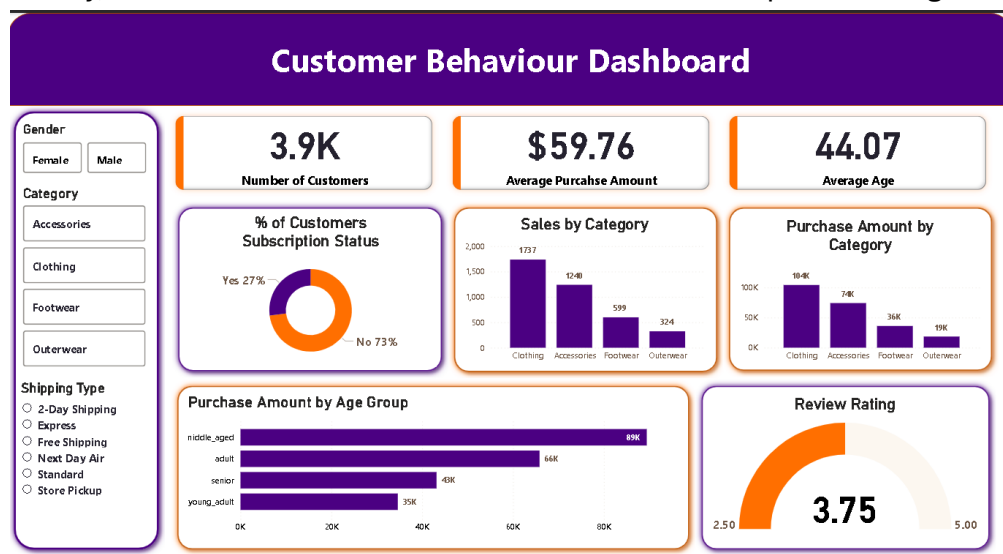 Customer Behaviour Dashboard
Gender
Female Male
Category
Accessories
Clothing
Footwear
Outerwear
Shipping Type
2-Day Shipping
Express
Free Shipping
Next Day Air
Standard
Store Pickup
3.9K
Number of Customers
$59.76
Average Purcahse Amount
44.07
Average Age
% of Customers
Subscription Status
Yes 27%
No 73%
Sales by Category
2,000
1,500
1,000
500
0
1737
1240
599
324
Clothing Accessories Footwear Outerwear
Purchase Amount by
Category
100K
50K
0K
104K
74K
36K
19K
Clothing Accessories Footwear Outerwear
Purchase Amount by Age Group
middle_aged 89K
adult 66K
senior 43K
young_adult 35K
0K 20K 40K 60K 80K
Review Rating
3.75
2.50 5.00